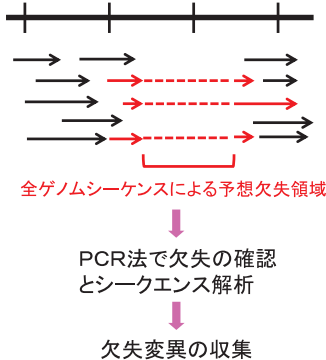 全ゲノムシーケンスによる予想欠失領域
PCR法で欠失の確認
とシークエンス解析
欠失変異の収集